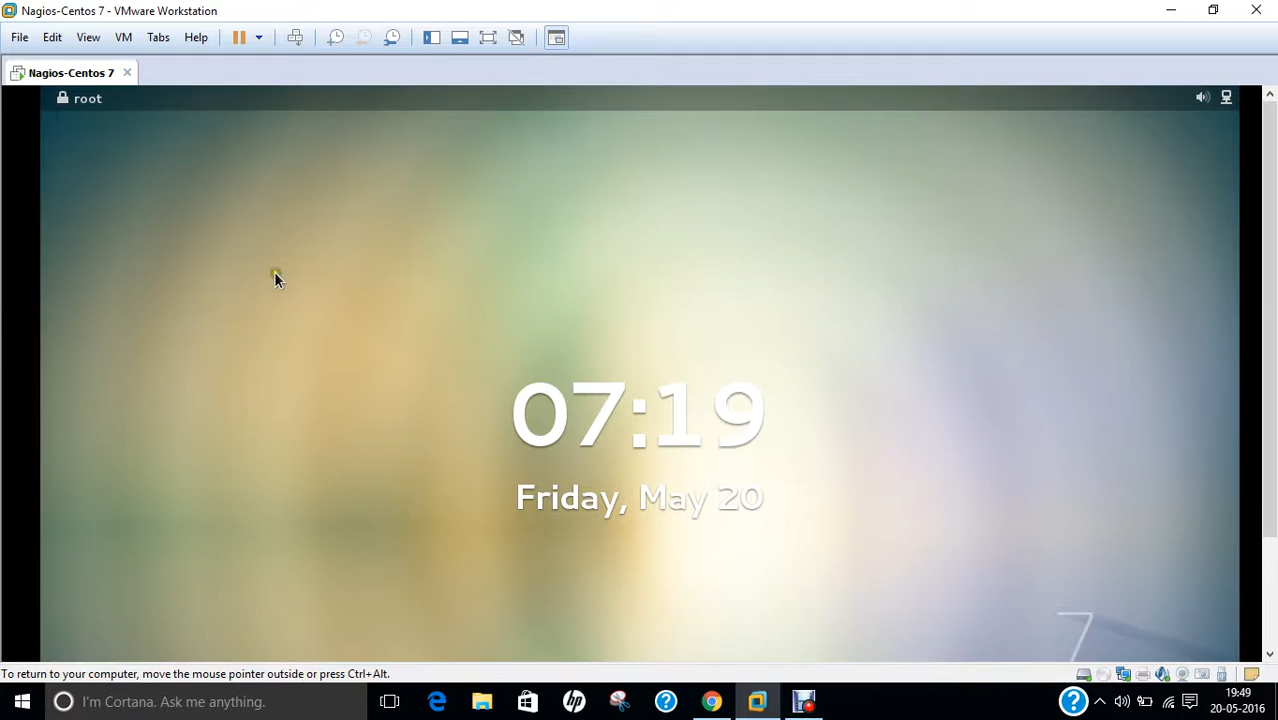 Nagios-Centos 7 - VMware Workstation
File Edit View VM Tabs Help
Nagios-Centos 7
root
07:19
Friday, May 20
7
To return to your computer, move the mouse pointer outside or press Ctrl+Alt.
I'm Cortana. Ask me anything.
19:49
20-05-2016